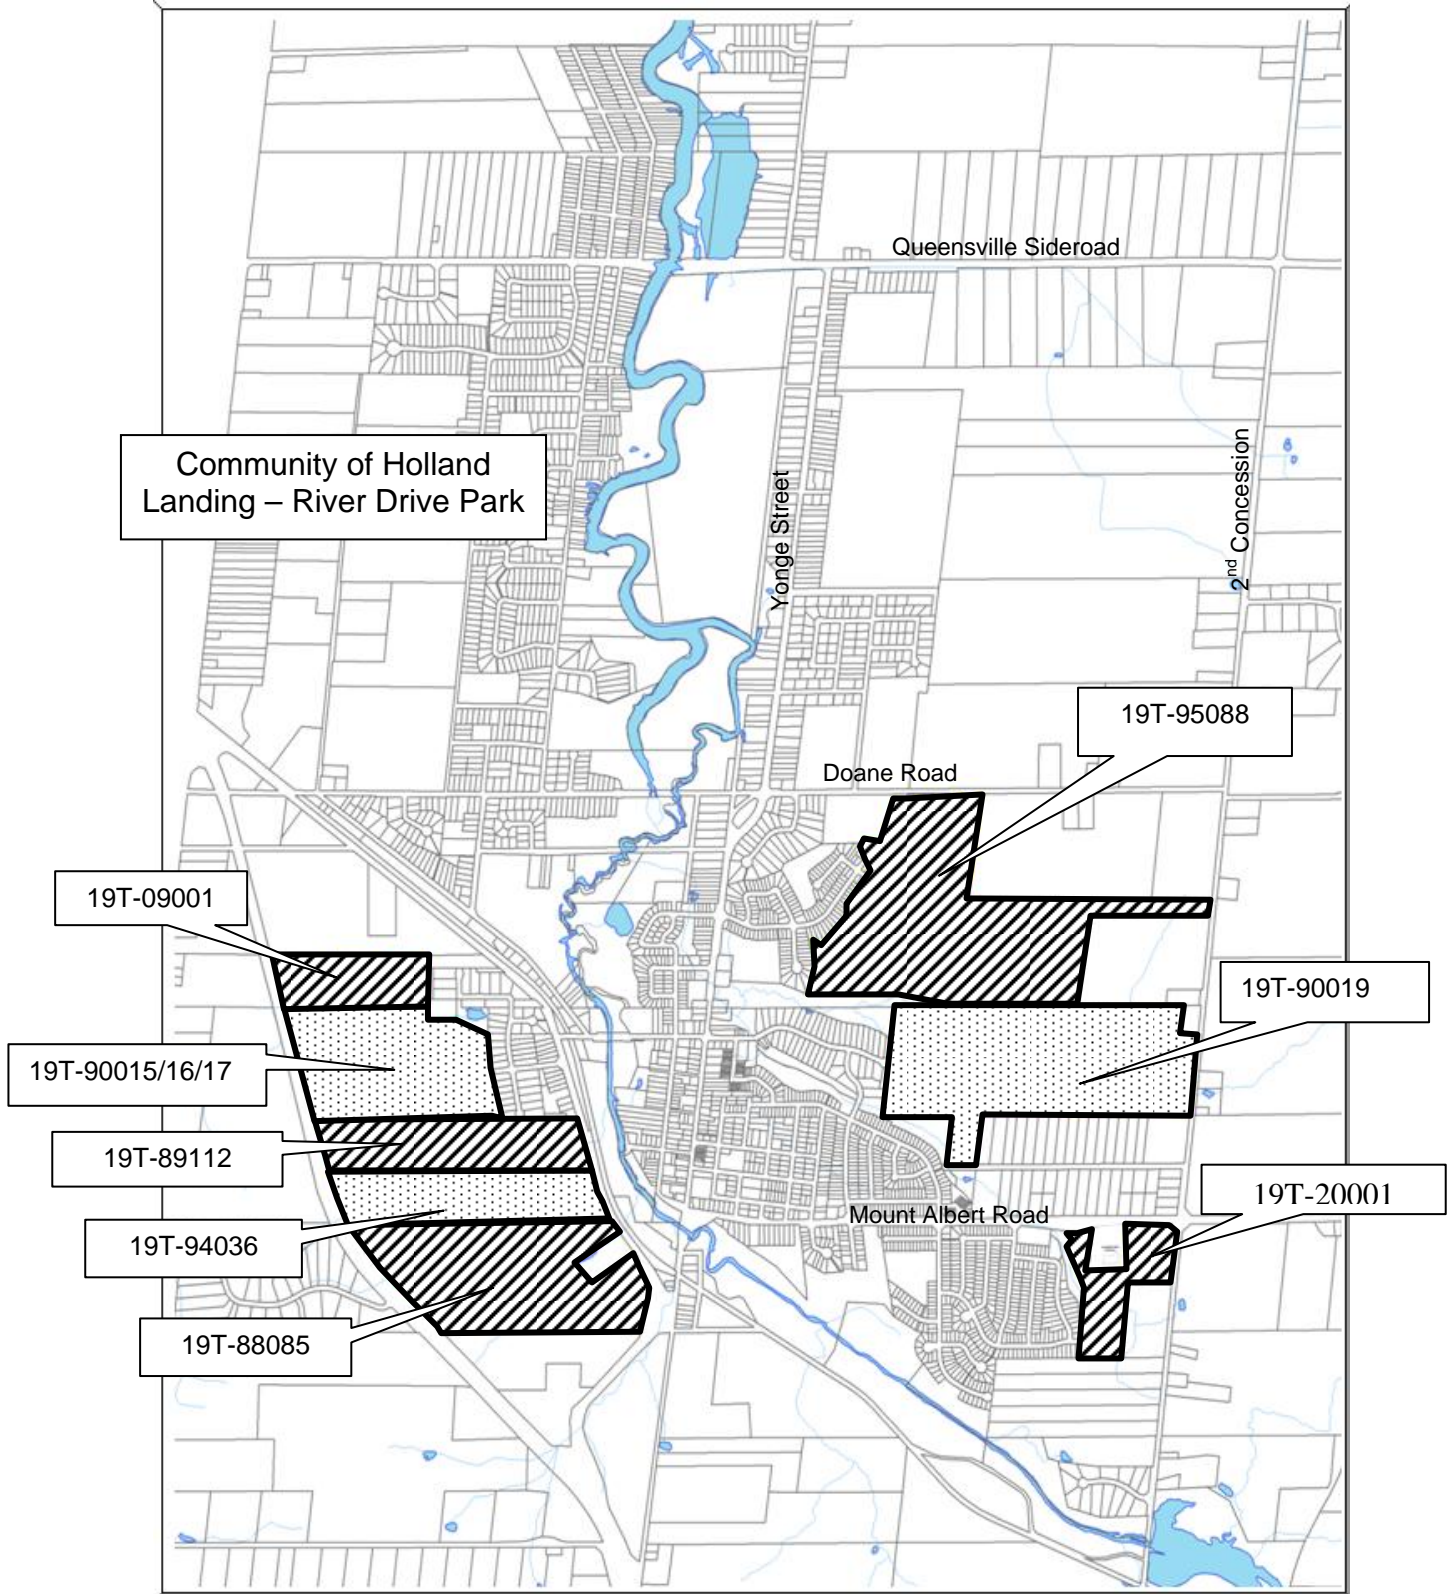 Queensville Sideroad
Community of Holland
Landing – River Drive Park
Yonge Street
2nd Concession
19T-95088
Doane Road
19T-09001
19T-90019
19T-90015/16/17
19T-89112
19T-20001
Mount Albert Road
19T-94036
19T-88085